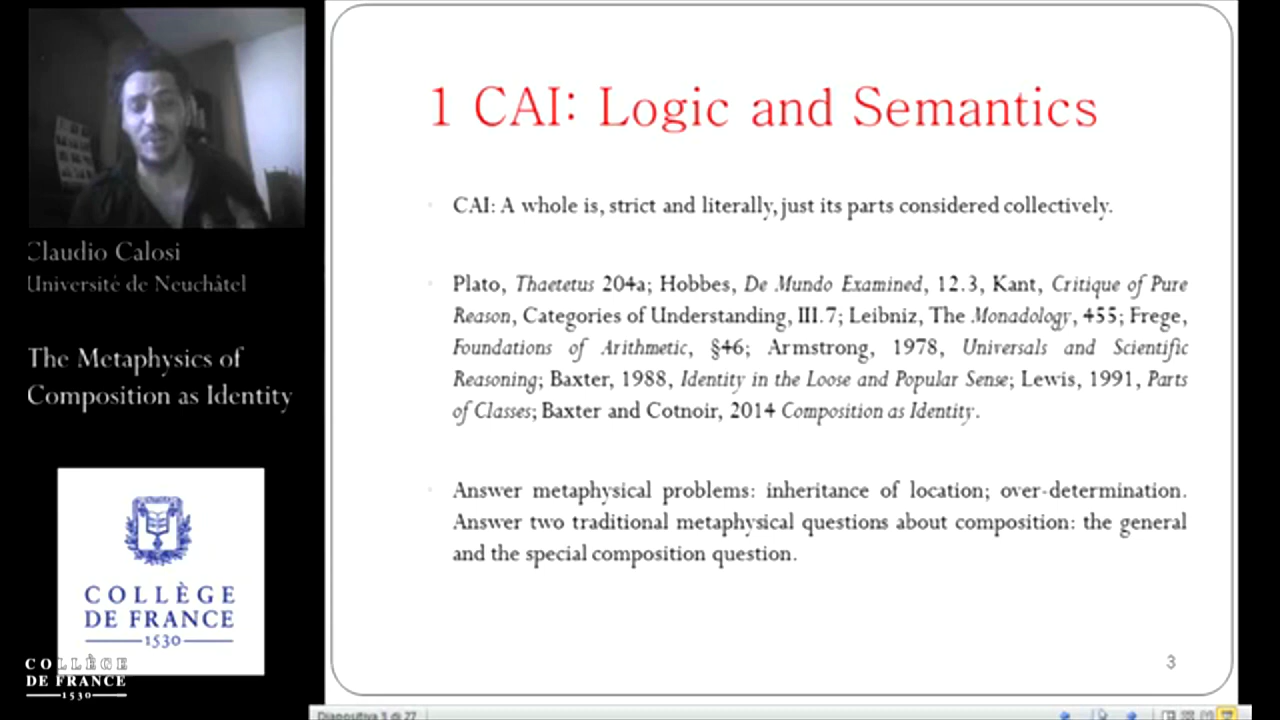 Claudio Calosi
Université de Neuchâtel
The Metaphysics of
Composition as Identity
COLLÈGE
DE FRANCE
1530
COLLÈGE
DE FRANCE
1530
1 CAI: Logic and Semantics
CAI: A whole is, strict and literally, just its parts considered collectively.
Plato, Thaetetus 204a; Hobbes, De Mundo Examined, 12.3, Kant, Critique of Pure
Reason, Categories of Understanding, III.7; Leibniz, The Monadology, 455; Frege,
Foundations of Arithmetic, §46; Armstrong, 1978, Universals and Scientific
Reasoning; Baxter, 1988, Identity in the Loose and Popular Sense; Lewis, 1991, Parts
of Classes; Baxter and Cotnoir, 2014 Composition as Identity.
Answer metaphysical problems: inheritance of location; over-determination.
Answer two traditional metaphysical questions about composition: the general
and the special composition question.
3
Diapositiva 3 di 27